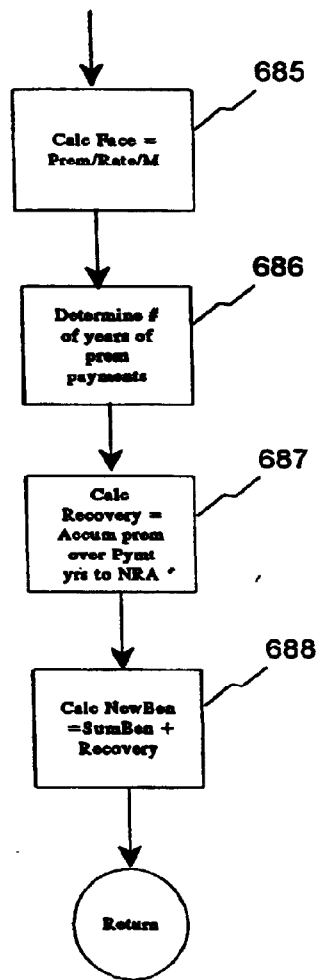 685
Calc Face =
Prem/Rate/M
686
Determine #
of years of
prem
payments
687
Calc
Recovery =
Accum prem
over Pymt
yrs to NRA
688
Calc NewBen
=SumBen +
Recovery
Return